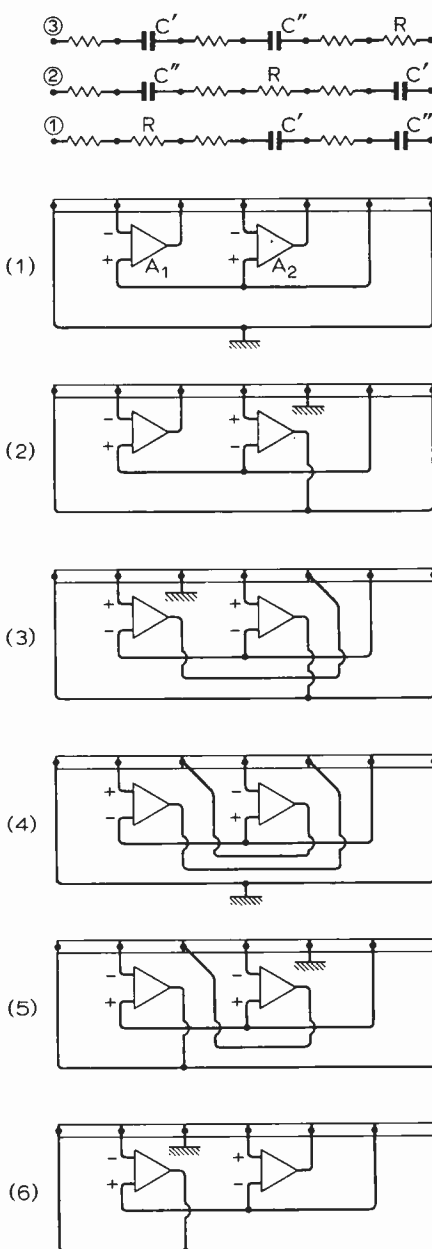 ③ C′ C″ R
② C″ R C′
① R C′ C″
(1) - + A₁ - + A₂
(2) - + + -
(3) + - + -
(4) + - - +
(5) - + - +
(6) - + + -